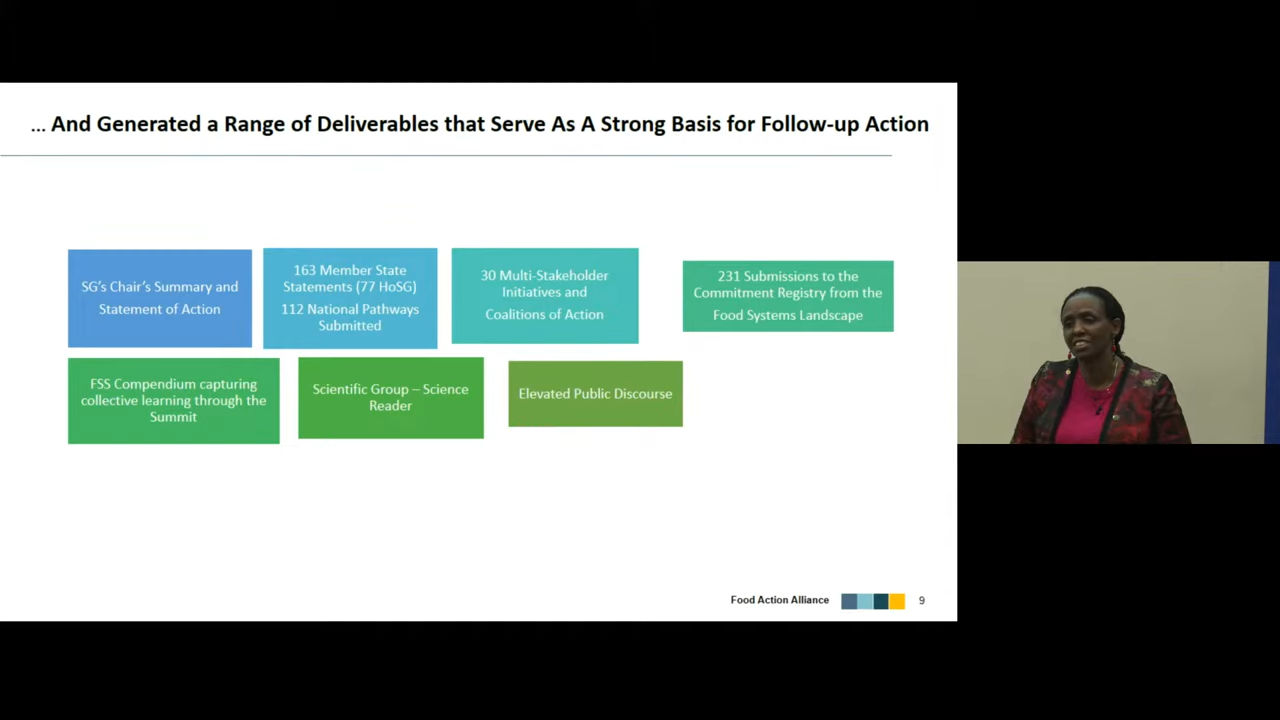 ... And Generated a Range of Deliverables that Serve As A Strong Basis for Follow-up Action
SG's Chair's Summary and
Statement of Action
163 Member State
Statements (77 HoSG)
112 National Pathways
Submitted
30 Multi-Stakeholder
Initiatives and
Coalitions of Action
231 Submissions to the
Commitment Registry from the
Food Systems Landscape
FSS Compendium capturing
collective learning through the
Summit
Scientific Group – Science
Reader
Elevated Public Discourse
Food Action Alliance
9